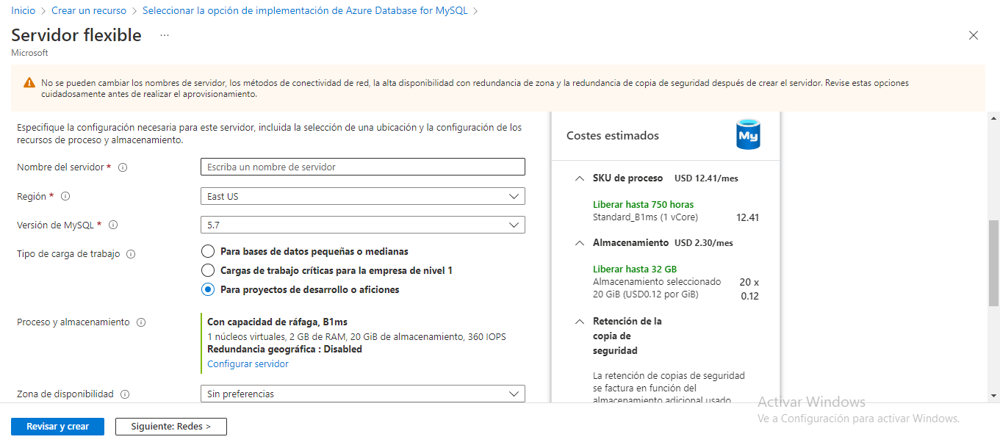 Inicio > Crear un recurso > Seleccionar la opción de implementación de Azure Database for MySQL >
Servidor flexible ...
Microsoft
No se pueden cambiar los nombres de servidor, los métodos de conectividad de red, la alta disponibilidad con redundancia de zona y la redundancia de copia de seguridad después de crear el servidor. Revise estas opciones
cuidadosamente antes de realizar el aprovisionamiento.
Especifique la configuración necesaria para este servidor, incluida la selección de una ubicación y la configuración de los
recursos de proceso y almacenamiento.
Nombre del servidor *
Escriba un nombre de servidor
Región *
East US
Versión de MySQL *
5.7
Tipo de carga de trabajo
Para bases de datos pequeñas o medianas
Cargas de trabajo críticas para la empresa de nivel 1
Para proyectos de desarrollo o aficiones
Proceso y almacenamiento
Con capacidad de ráfaga, B1ms
1 núcleos virtuales, 2 GB de RAM, 20 GiB de almacenamiento, 360 IOPS
Redundancia geográfica : Disabled
Configurar servidor
Zona de disponibilidad
Sin preferencias
Costes estimados
My
SKU de proceso USD 12.41/mes
Liberar hasta 750 horas
Standard_B1ms (1 vCore) 12.41
Almacenamiento USD 2.30/mes
Liberar hasta 32 GB
Almacenamiento seleccionado 20 x
20 GiB (USD0.12 por GiB) 0.12
Retención de la
copia de
seguridad
La retención de copias de seguridad
se factura en función del
almacenamiento adicional usado
Activar Windows
Ve a Configuración para activar Windows.
Revisar y crear
Siguiente: Redes >